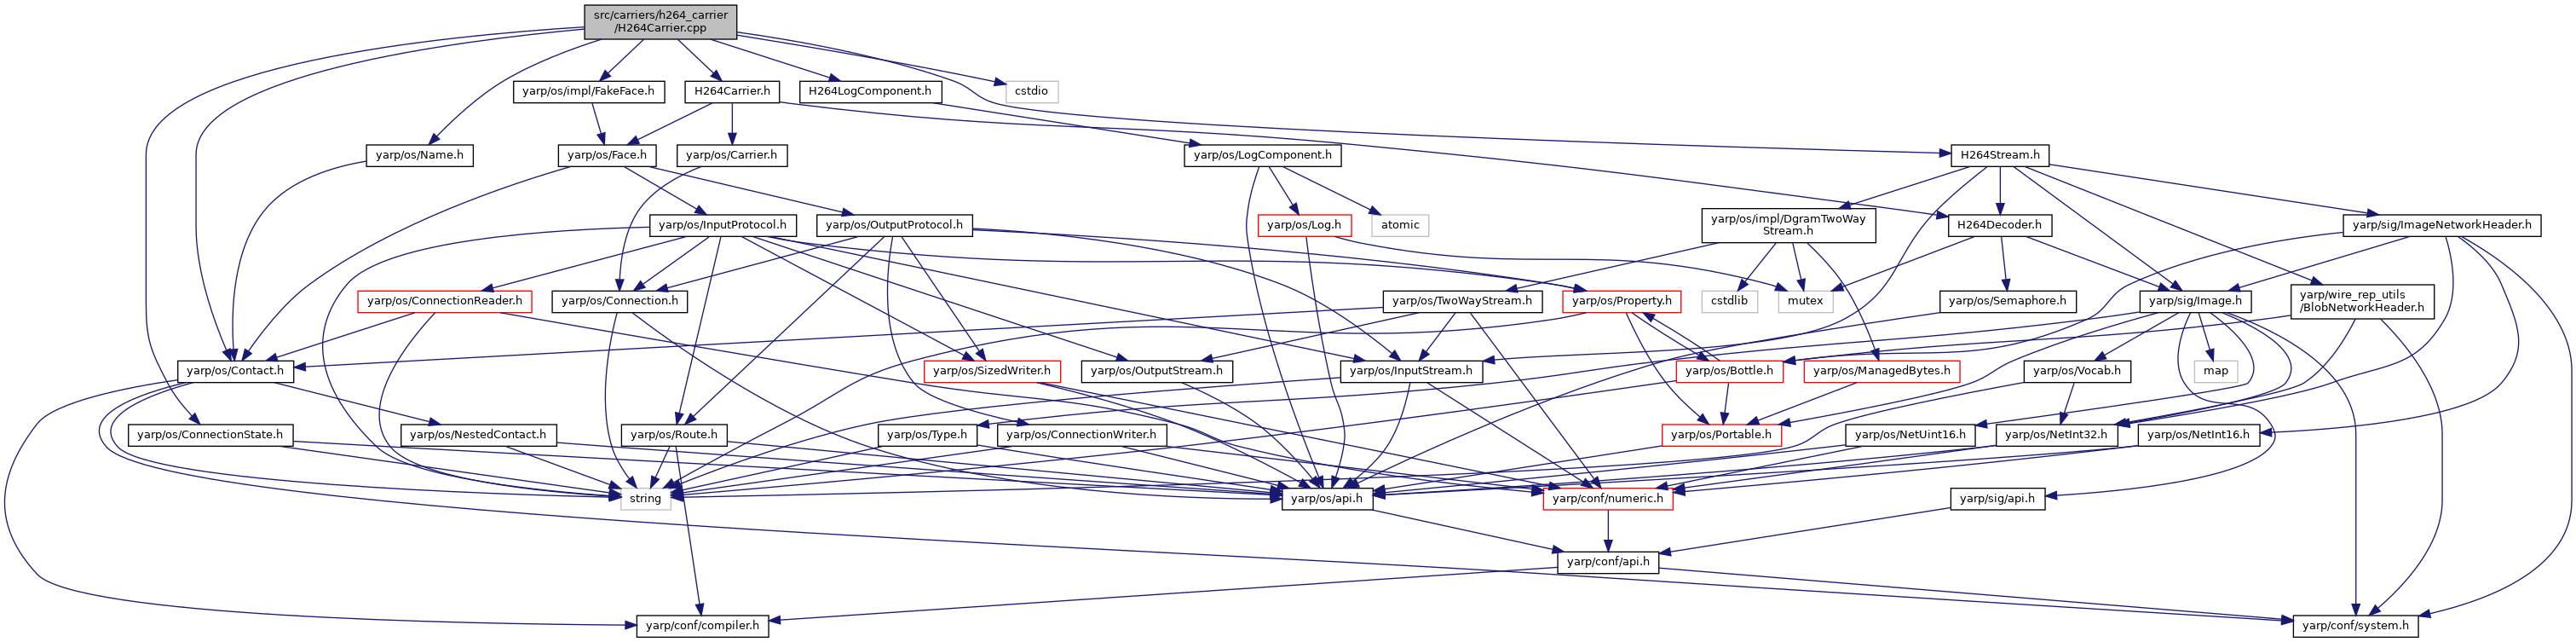 src/carriers/h264_carrier
/H264Carrier.cpp
yarp/os/impl/FakeFace.h
H264Carrier.h
H264LogComponent.h
cstdio
yarp/os/Name.h
yarp/os/Face.h
yarp/os/Carrier.h
yarp/os/LogComponent.h
H264Stream.h
yarp/os/InputProtocol.h
yarp/os/OutputProtocol.h
yarp/os/Log.h
atomic
yarp/os/impl/DgramTwoWay
Stream.h
H264Decoder.h
yarp/sig/ImageNetworkHeader.h
yarp/os/ConnectionReader.h
yarp/os/Connection.h
yarp/os/TwoWayStream.h
yarp/os/Property.h
cstdlib
mutex
yarp/os/Semaphore.h
yarp/sig/Image.h
yarp/wire_rep_utils
/BlobNetworkHeader.h
yarp/os/Contact.h
yarp/os/SizedWriter.h
yarp/os/OutputStream.h
yarp/os/InputStream.h
yarp/os/Bottle.h
yarp/os/ManagedBytes.h
yarp/os/Vocab.h
map
yarp/os/ConnectionState.h
yarp/os/NestedContact.h
yarp/os/Route.h
yarp/os/Type.h
yarp/os/ConnectionWriter.h
yarp/os/Portable.h
yarp/os/NetUint16.h
yarp/os/NetInt32.h
yarp/os/NetInt16.h
string
yarp/os/api.h
yarp/conf/numeric.h
yarp/sig/api.h
yarp/conf/api.h
yarp/conf/compiler.h
yarp/conf/system.h